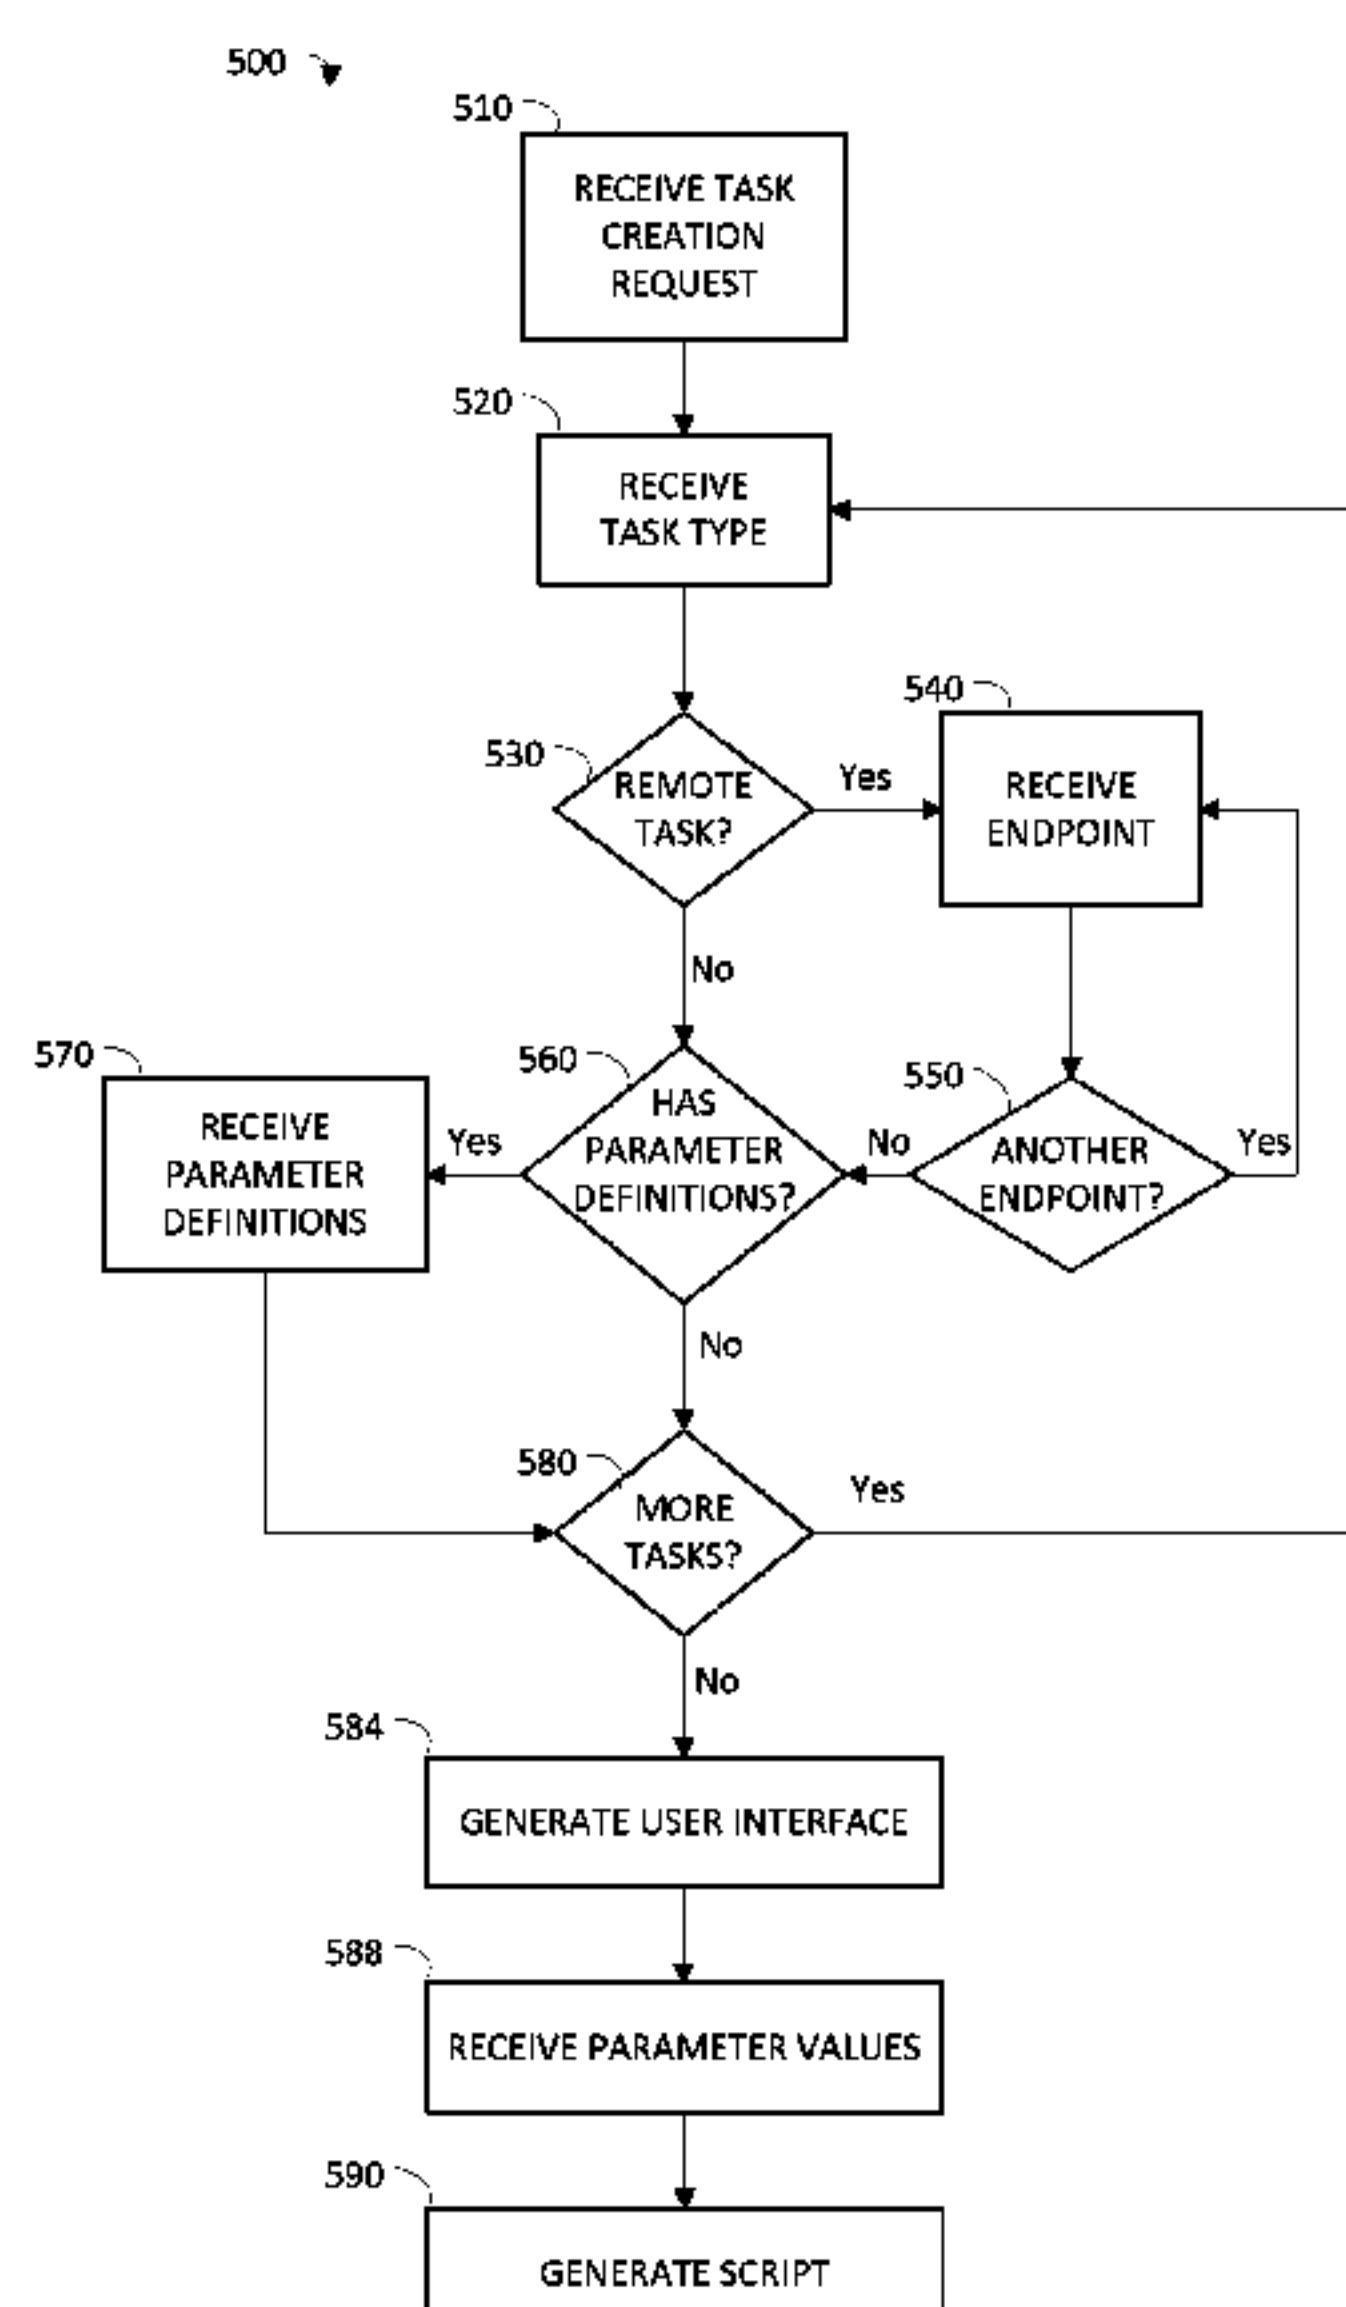 500
510
RECEIVE TASK
CREATION
REQUEST
520
RECEIVE
TASK TYPE
530
REMOTE
TASK?
Yes
540
RECEIVE
ENDPOINT
No
570
RECEIVE
PARAMETER
DEFINITIONS
Yes
560
HAS
PARAMETER
DEFINITIONS?
No
550
ANOTHER
ENDPOINT?
Yes
No
580
MORE
TASKS?
Yes
No
584
GENERATE USER INTERFACE
588
RECEIVE PARAMETER VALUES
590
GENERATE SCRIPT